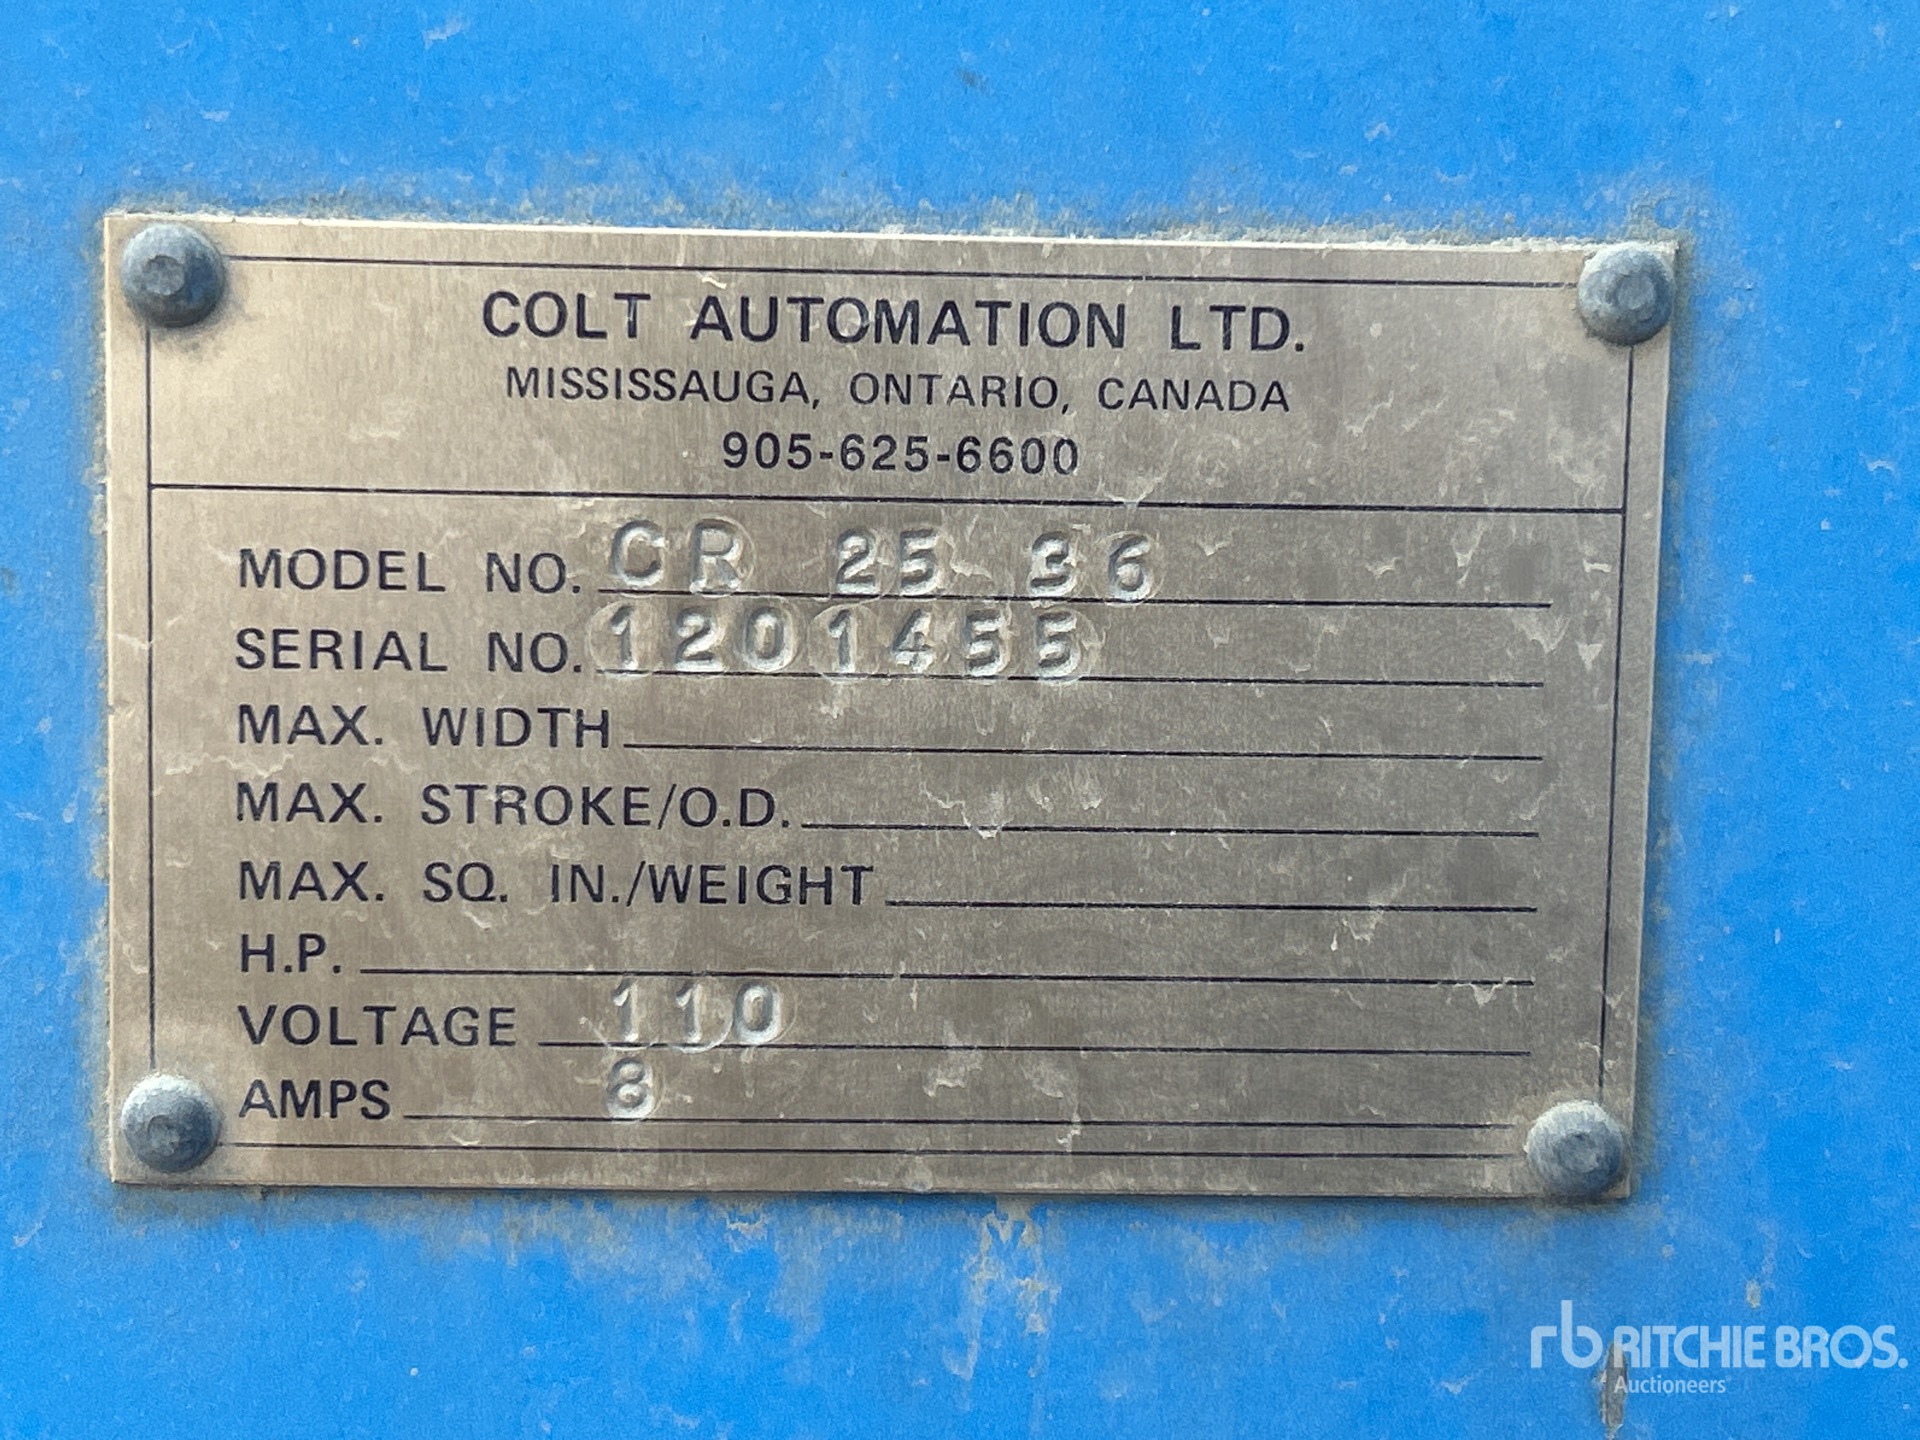 COLT AUTOMATION LTD.
MISSISSAUGA, ONTARIO, CANADA
905-625-6600
MODEL NO. CR 25 36
SERIAL NO. 1201455
MAX. WIDTH
MAX. STROKE/O.D.
MAX. SQ. IN./WEIGHT
H.P.
VOLTAGE 110
AMPS 8
rb RITCHIE BROS.
Auctioneers